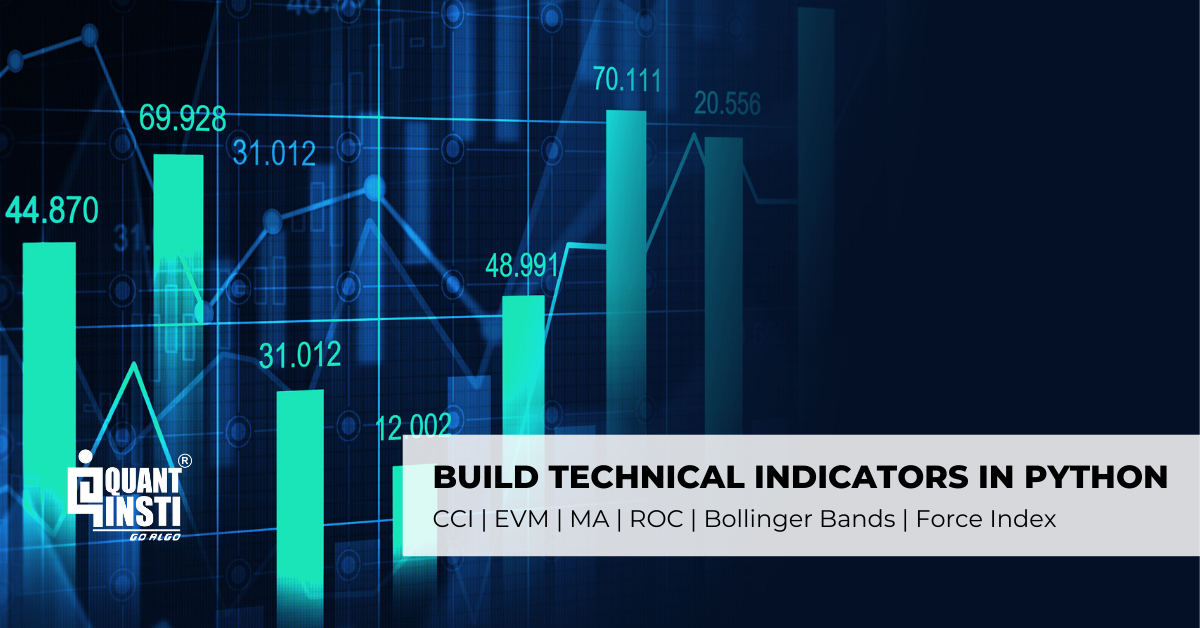 69.928
70.111
20.556
31.012
44.870
31.
48.991
31.012
12.002
QUANT
INSTI
®
GO ALGO
BUILD TECHNICAL INDICATORS IN PYTHON
CCI | EVM | MA | ROC | Bollinger Bands | Force Index